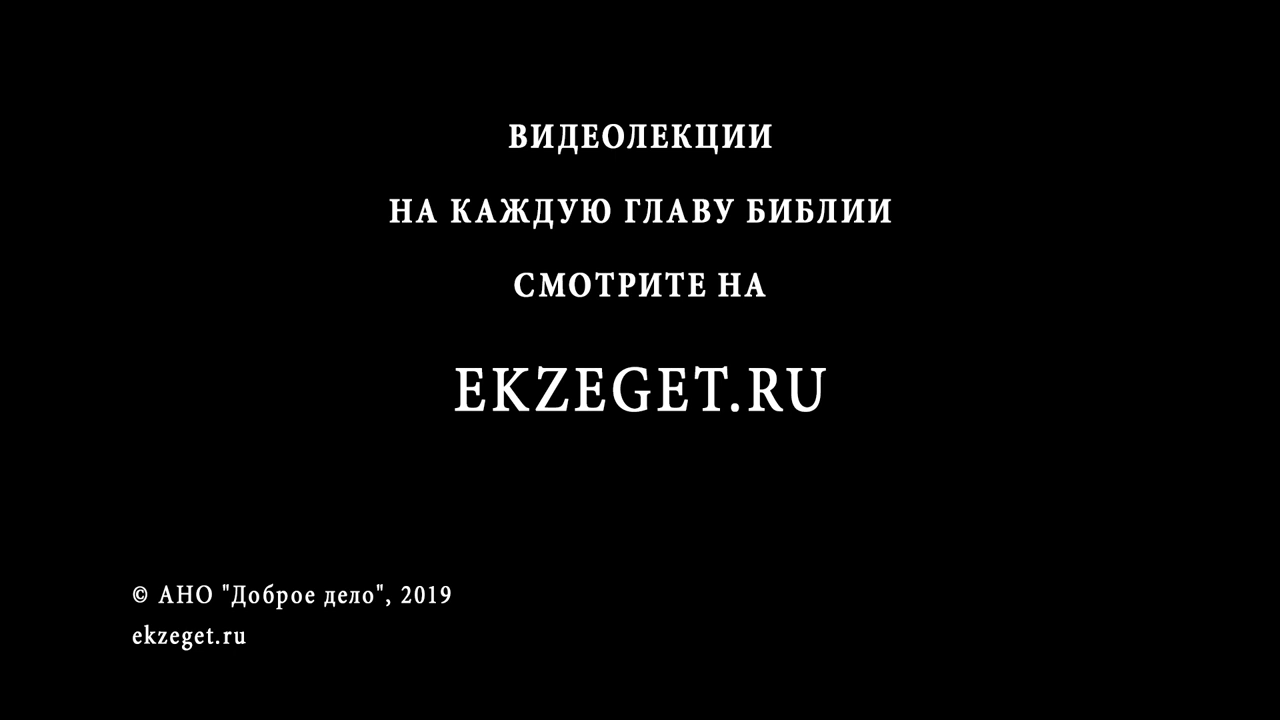 ВИДЕОЛЕКЦИИ
НА КАЖДУЮ ГЛАВУ БИБЛИИ
СМОТРИТЕ НА
EKZEGET.RU
© АНО "Доброе дело", 2019
ekzeget.ru